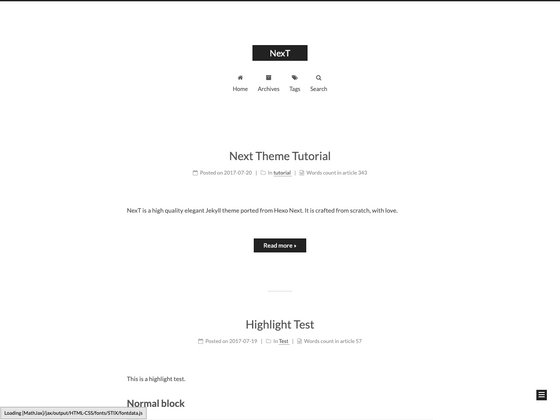 NexT
Home Archives Tags Search
Next Theme Tutorial
Posted on 2017-07-20 | In tutorial | Words count in article 343
NexT is a high quality elegant Jekyll theme ported from Hexo Next. It is crafted from scratch, with love.
Read more »
Highlight Test
Posted on 2017-07-19 | In Test | Words count in article 57
This is a highlight test.
Normal block
Loading [MathJax]/jax/output/HTML-CSS/fonts/STIX/fontdata.js